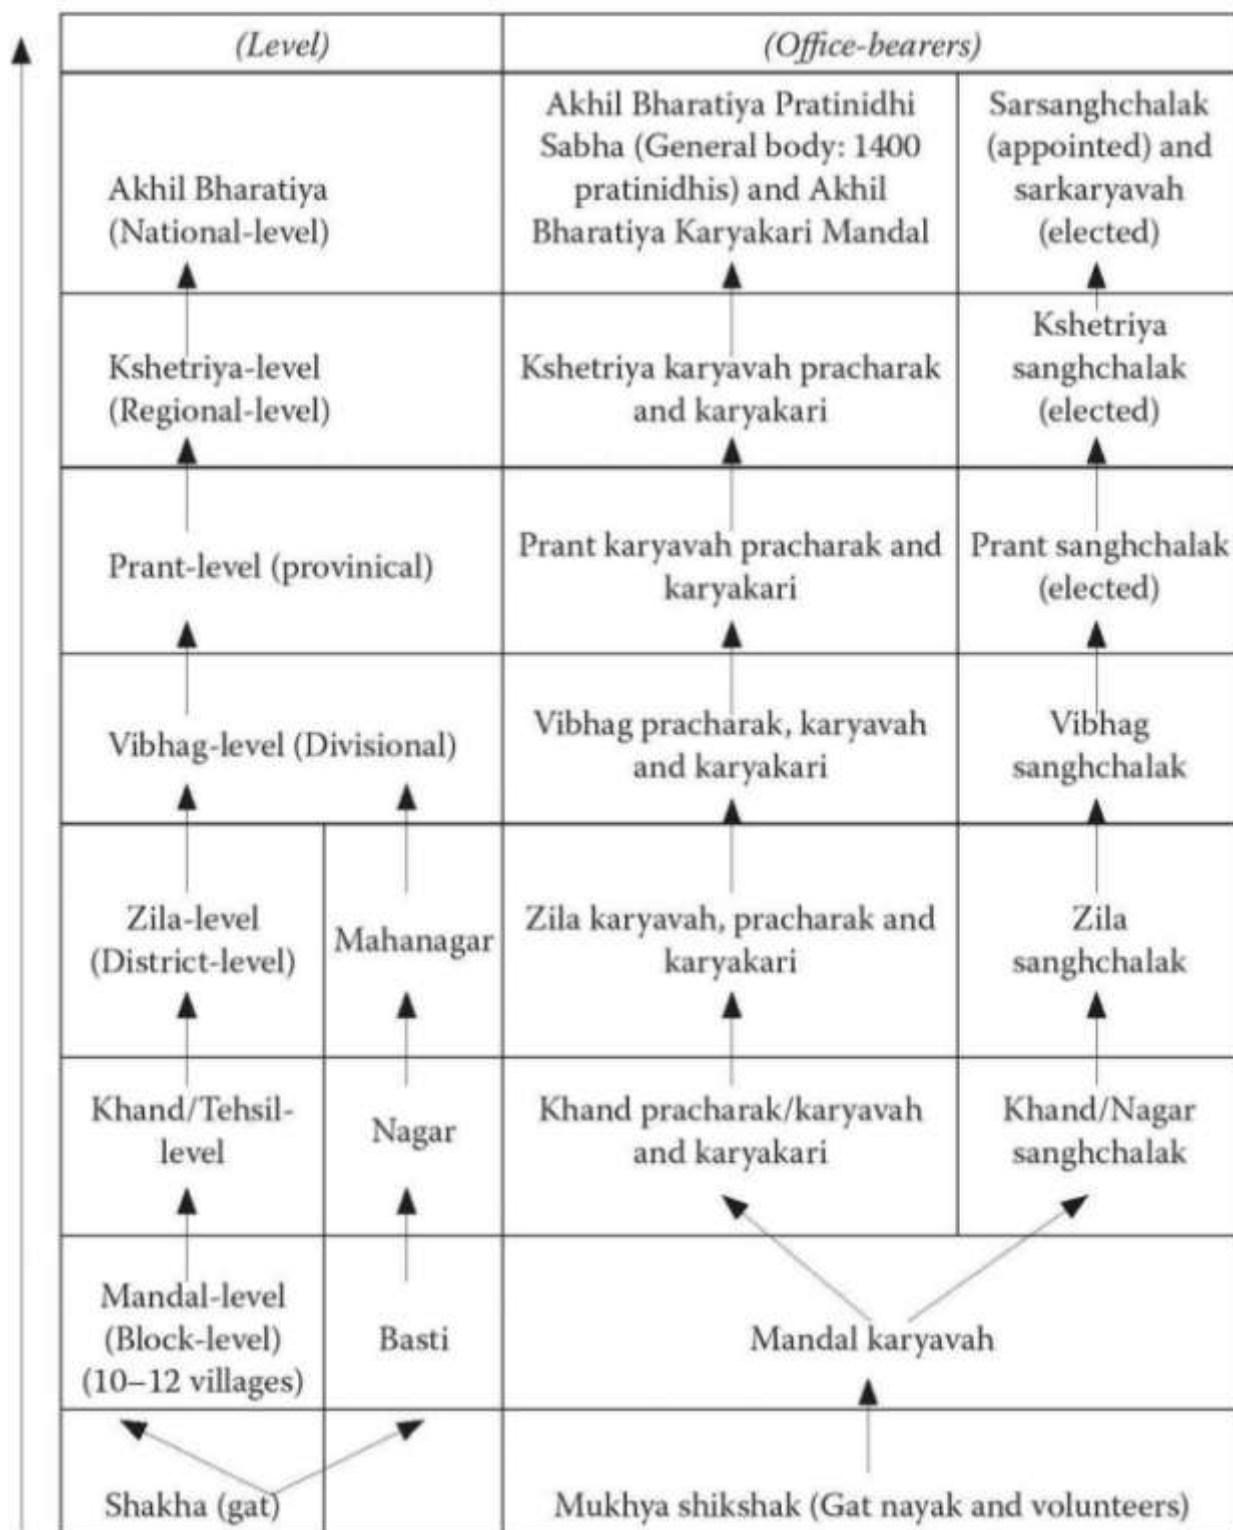 (Level)
(Office-bearers)
Akhil Bharatiya
(National-level)
Akhil Bharatiya Pratinidhi
Sabha (General body: 1400
pratinidhis) and Akhil
Bharatiya Karyakari Mandal
Sarsanghchalak
(appointed) and
sarkaryavah
(elected)
Kshetriya-level
(Regional-level)
Kshetriya karyavah pracharak
and karyakari
Kshetriya
sanghchalak
(elected)
Prant-level (provinical)
Prant karyavah pracharak and
karyakari
Prant sanghchalak
(elected)
Vibhag-level (Divisional)
Vibhag pracharak, karyavah
and karyakari
Vibhag
sanghchalak
Zila-level
(District-level)
Mahanagar
Zila karyavah, pracharak and
karyakari
Zila
sanghchalak
Khand/Tehsil-
level
Nagar
Khand pracharak/karyavah
and karyakari
Khand/Nagar
sanghchalak
Mandal-level
(Block-level)
(10–12 villages)
Basti
Mandal karyavah
Shakha (gat)
Mukhya shikshak (Gat nayak and volunteers)